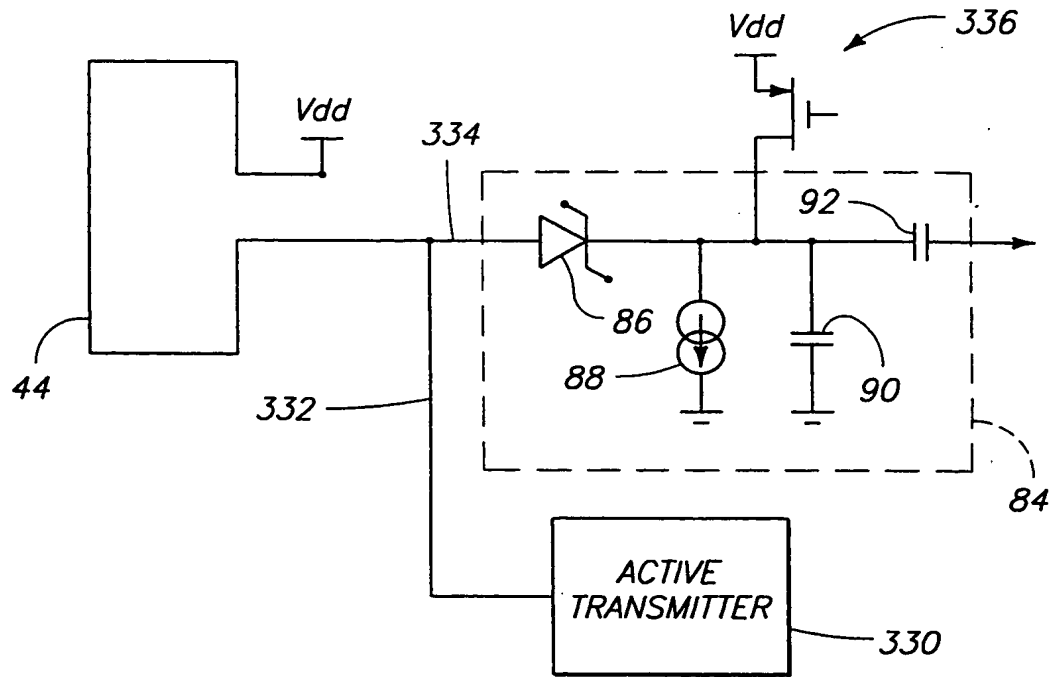 Vdd
336
Vdd
334
92
86
88
90
44
332
84
ACTIVE
TRANSMITTER
330